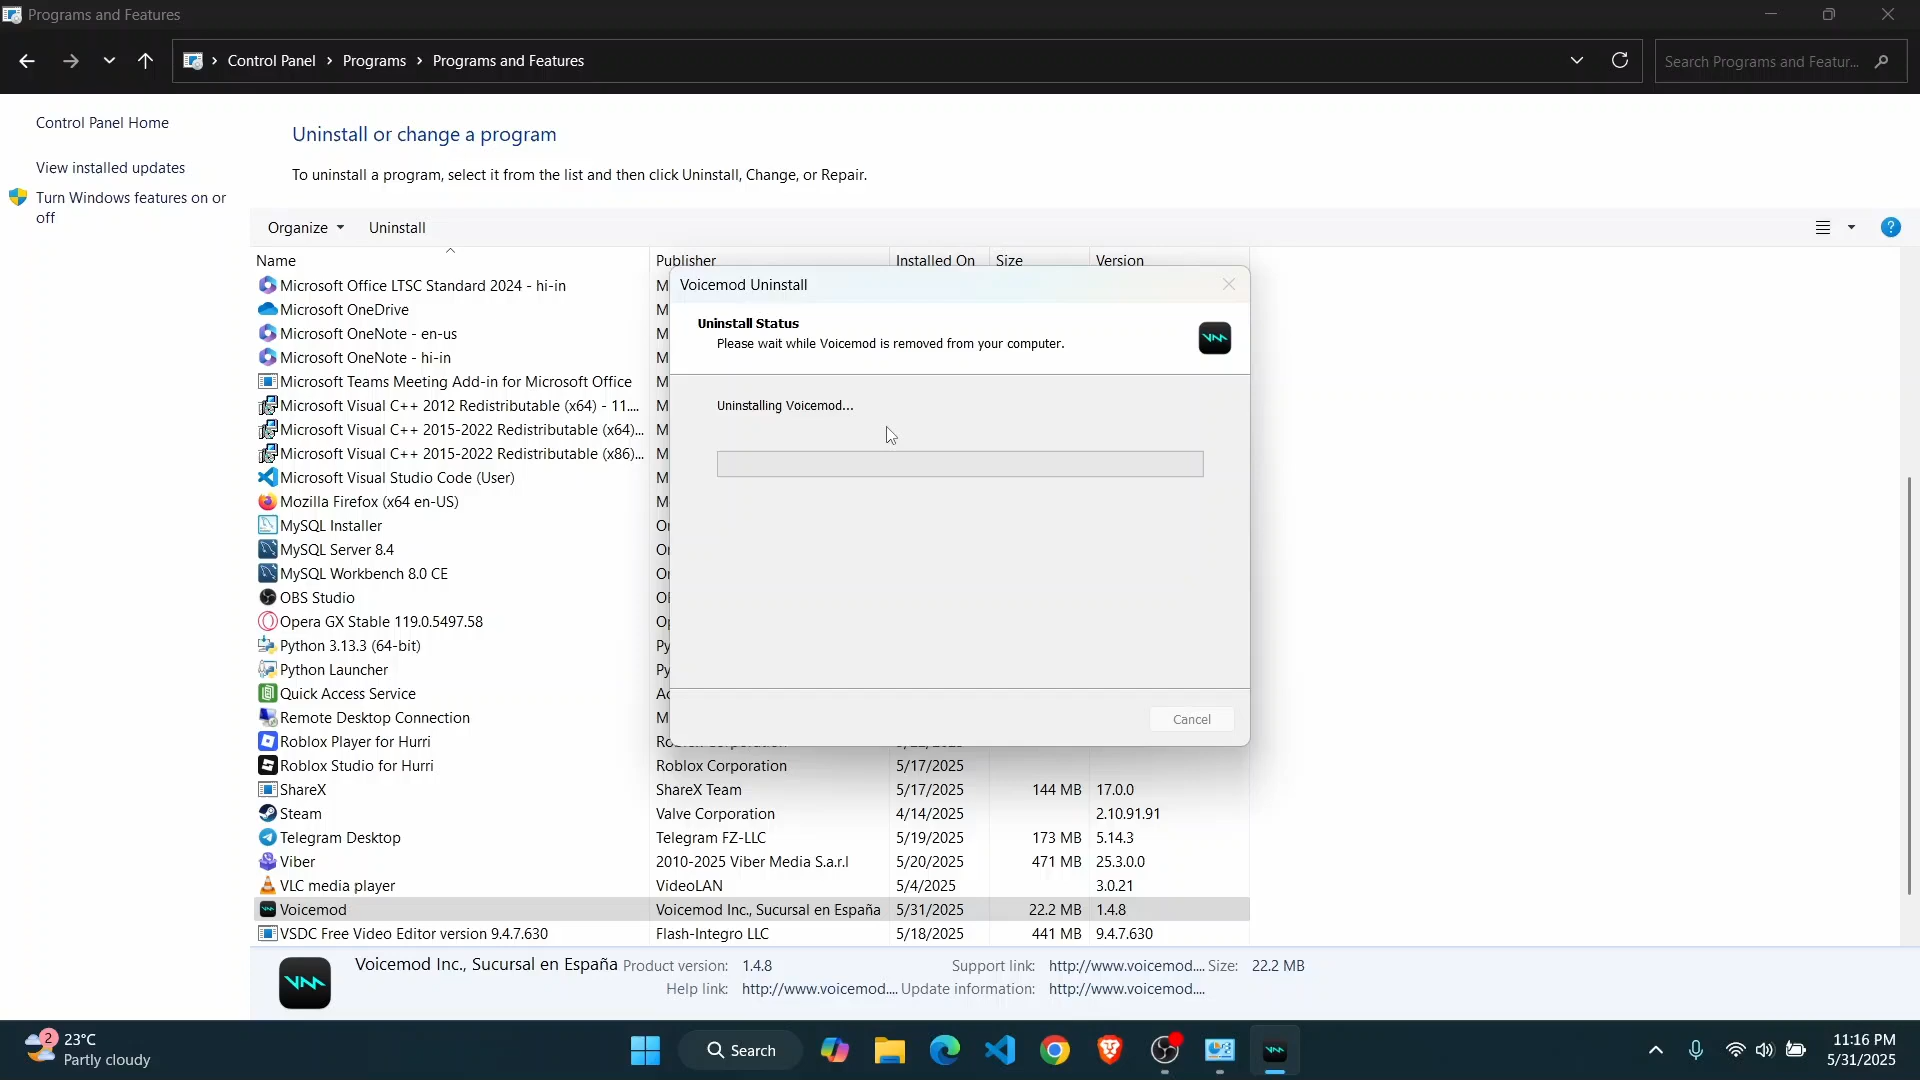 Programs and Features
Control Panel
Programs
Programs and Features
Search Programs and Featur...
Control Panel Home
View installed updates
Turn Windows features on or
off
Uninstall or change a program
To uninstall a program, select it from the list and then click Uninstall, Change, or Repair.
Organize
Uninstall
Name
Publisher
Installed On
Size
Version
Microsoft Office LTSC Standard 2024 - hi-in
Microsoft OneDrive
Microsoft OneNote - en-us
Microsoft OneNote - hi-in
Microsoft Teams Meeting Add-in for Microsoft Office
Microsoft Visual C++ 2012 Redistributable (x64) - 11....
Microsoft Visual C++ 2015-2022 Redistributable (x64)...
Microsoft Visual C++ 2015-2022 Redistributable (x86)...
Microsoft Visual Studio Code (User)
Mozilla Firefox (x64 en-US)
MySQL Installer
MySQL Server 8.4
MySQL Workbench 8.0 CE
OBS Studio
Opera GX Stable 119.0.5497.58
Python 3.13.3 (64-bit)
Python Launcher
Quick Access Service
Remote Desktop Connection
Roblox Player for Hurri
Roblox Studio for Hurri Roblox Corporation 5/17/2025
ShareX ShareX Team 5/17/2025 144 MB 17.0.0
Steam Valve Corporation 4/14/2025 2.10.91.91
Telegram Desktop Telegram FZ-LLC 5/19/2025 173 MB 5.14.3
Viber 2010-2025 Viber Media S.a.r.l 5/20/2025 471 MB 25.3.0.0
VLC media player VideoLAN 5/4/2025 3.0.21
Voicemod Voicemod Inc., Sucursal en España 5/31/2025 22.2 MB 1.4.8
VSDC Free Video Editor version 9.4.7.630 Flash-Integro LLC 5/18/2025 441 MB 9.4.7.630
Voicemod Uninstall
Uninstall Status
Please wait while Voicemod is removed from your computer.
Uninstalling Voicemod...
Cancel
Voicemod Inc., Sucursal en España Product version: 1.4.8 Support link: http://www.voicemod.... Size: 22.2 MB
Help link: http://www.voicemod.... Update information: http://www.voicemod....
2
23°C
Partly cloudy
Search
11:16 PM
5/31/2025